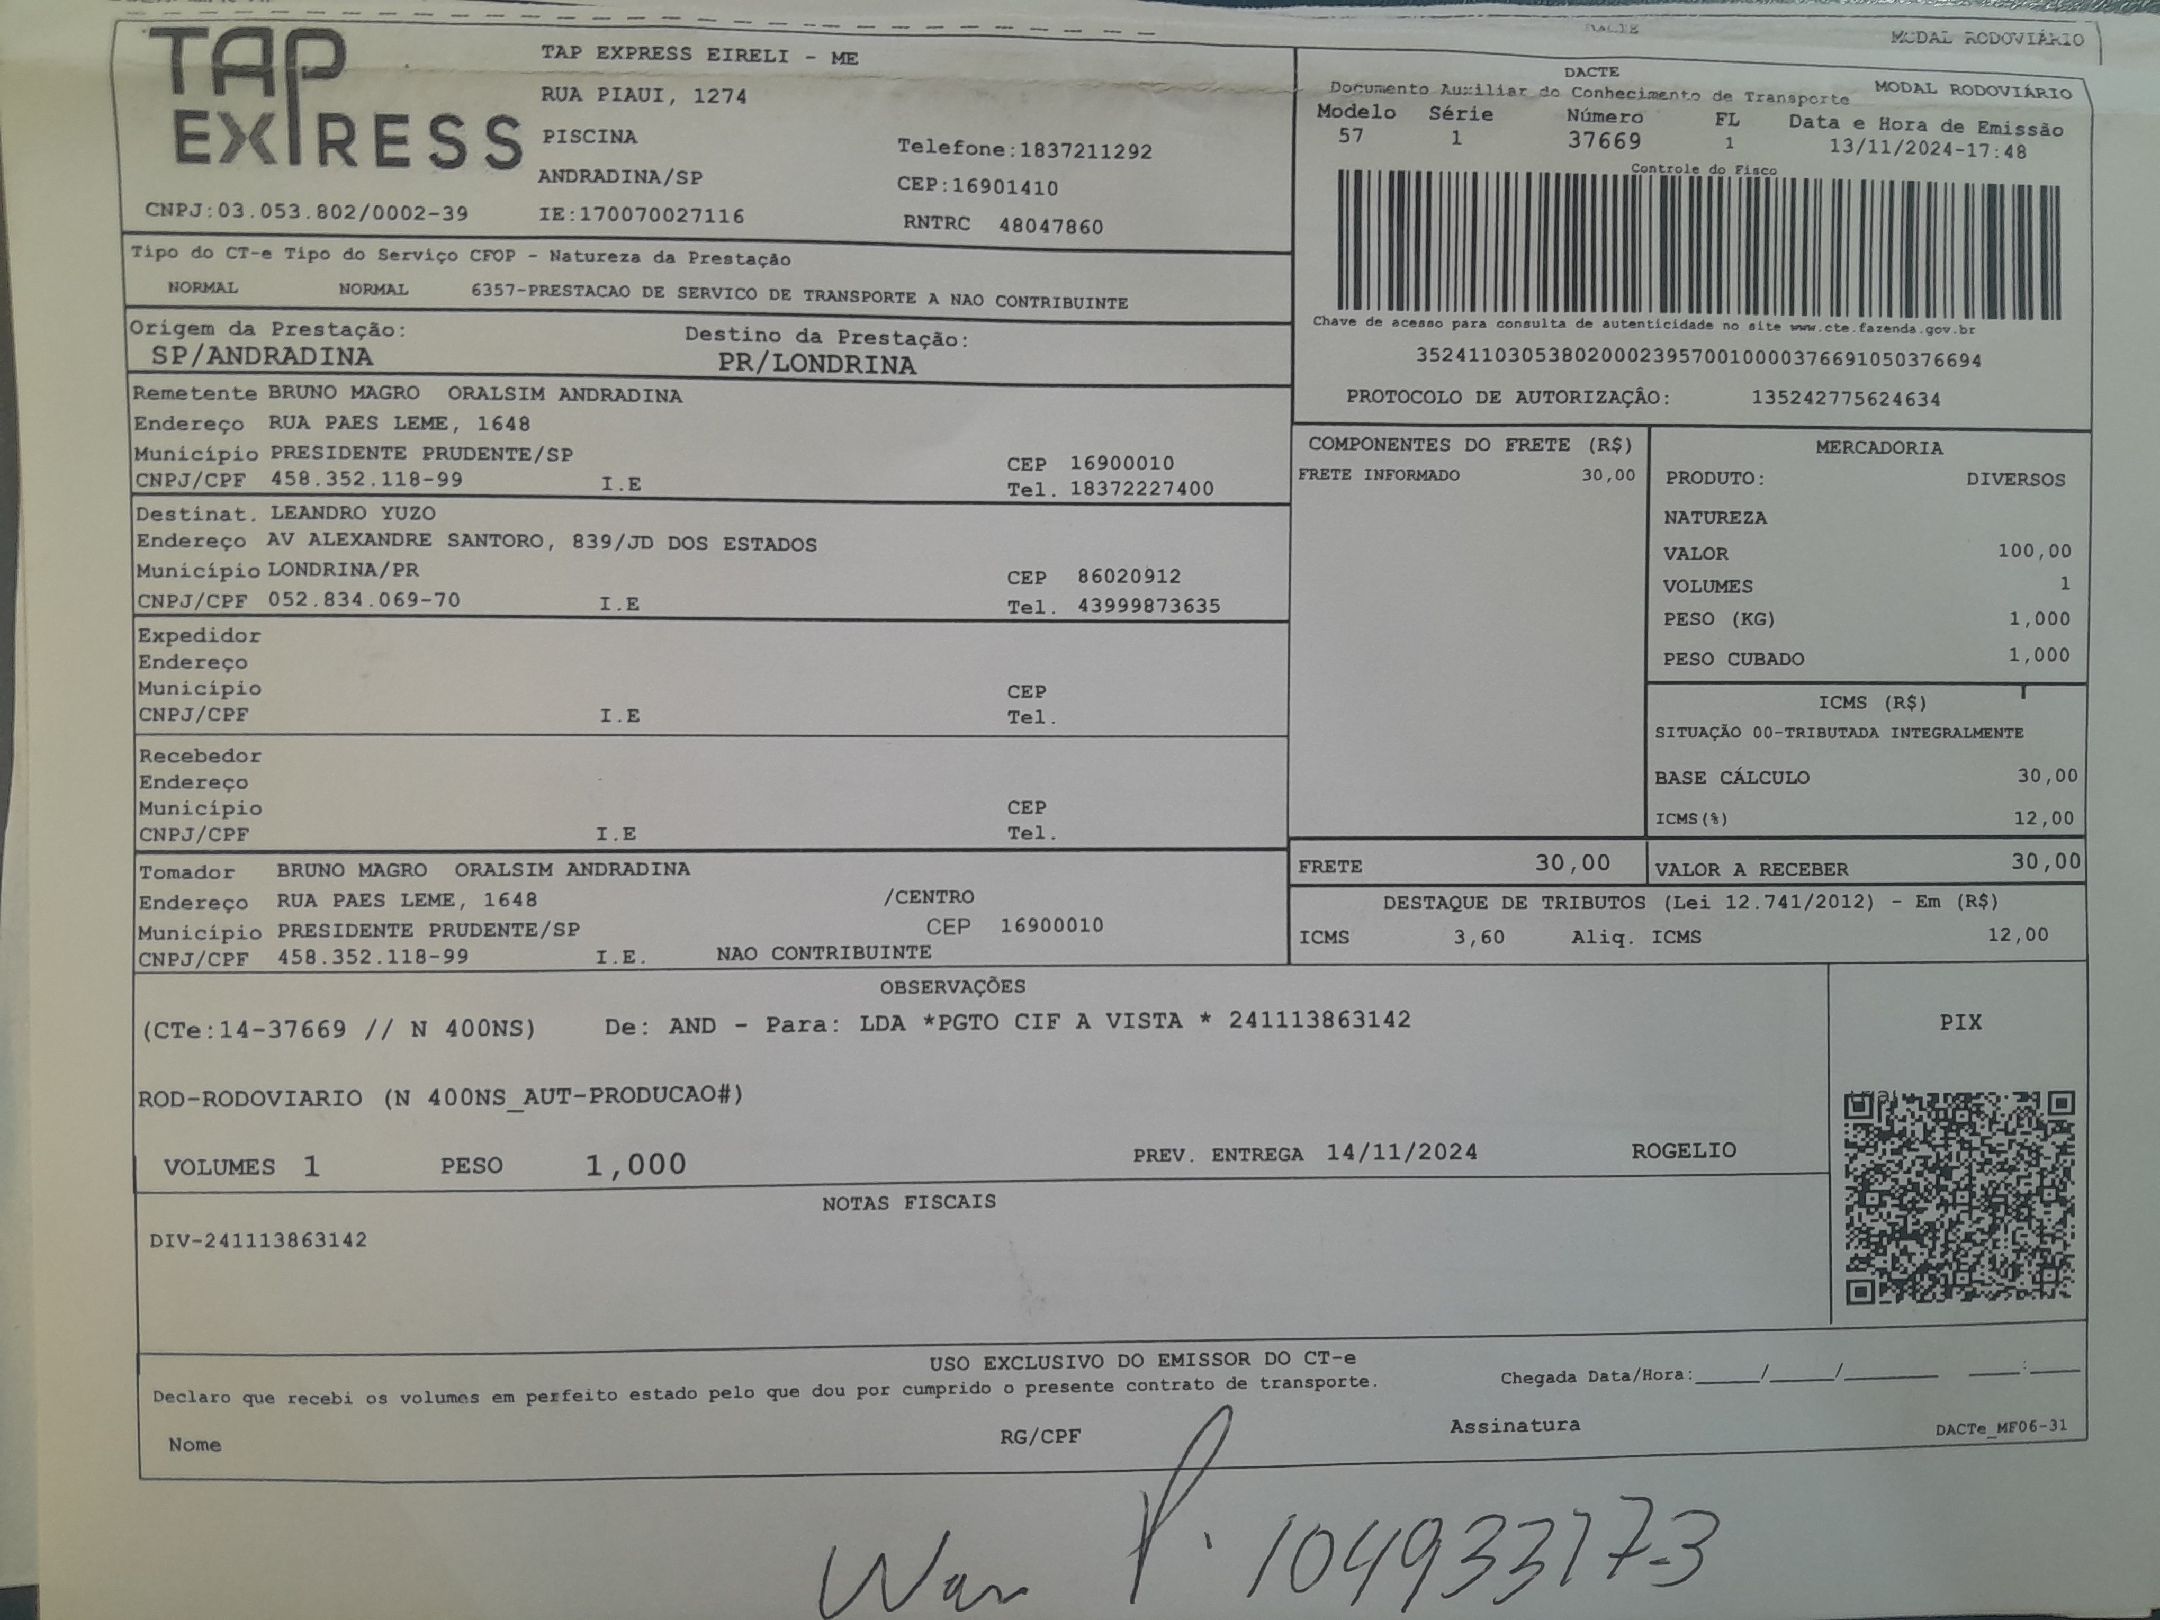 DACTE
MODAL RODOVIÁRIO
TAP EXPRESS
TAP EXPRESS EIRELI - ME
RUA PIAUI, 1274
PISCINA Telefone:1837211292
ANDRADINA/SP CEP:16901410
CNPJ:03.053.802/0002-39 IE:170070027116 RNTRC 48047860
DACTE
Documento Auxiliar do Conhecimento de Transporte MODAL RODOVIÁRIO
Modelo Série Número FL Data e Hora de Emissão
57 1 37669 1 13/11/2024-17:48
Controle do Fisco
Chave de acesso para consulta de autenticidade no site www.cte.fazenda.gov.br
35241103053802000239570010000376691050376694
PROTOCOLO DE AUTORIZAÇÂO: 135242775624634
Tipo do CT-e Tipo do Serviço CFOP - Natureza da Prestação
NORMAL NORMAL 6357-PRESTACAO DE SERVICO DE TRANSPORTE A NAO CONTRIBUINTE
Origem da Prestação: Destino da Prestação:
SP/ANDRADINA PR/LONDRINA
Remetente BRUNO MAGRO ORALSIM ANDRADINA
Endereço RUA PAES LEME, 1648
Município PRESIDENTE PRUDENTE/SP CEP 16900010
CNPJ/CPF 458.352.118-99 I.E Tel. 18372227400
Destinat. LEANDRO YUZO
Endereço AV ALEXANDRE SANTORO, 839/JD DOS ESTADOS
Município LONDRINA/PR CEP 86020912
CNPJ/CPF 052.834.069-70 I.E Tel. 43999873635
Expedidor
Endereço
Município CEP
CNPJ/CPF I.E Tel.
Recebedor
Endereço
Município CEP
CNPJ/CPF I.E Tel.
Tomador BRUNO MAGRO ORALSIM ANDRADINA
Endereço RUA PAES LEME, 1648 /CENTRO
Município PRESIDENTE PRUDENTE/SP CEP 16900010
CNPJ/CPF 458.352.118-99 I.E. NAO CONTRIBUINTE
COMPONENTES DO FRETE (R$)
FRETE INFORMADO 30,00
MERCADORIA
PRODUTO: DIVERSOS
NATUREZA
VALOR 100,00
VOLUMES 1
PESO (KG) 1,000
PESO CUBADO 1,000
ICMS (R$)
SITUAÇÃO 00-TRIBUTADA INTEGRALMENTE
BASE CÁLCULO 30,00
ICMS(%) 12,00
FRETE 30,00 VALOR A RECEBER 30,00
DESTAQUE DE TRIBUTOS (Lei 12.741/2012) - Em (R$)
ICMS 3,60 Aliq. ICMS 12,00
OBSERVAÇÕES
(CTe:14-37669 // N 400NS) De: AND - Para: LDA *PGTO CIF A VISTA * 241113863142
ROD-RODOVIARIO (N 400NS_AUT-PRODUCAO#)
VOLUMES 1 PESO 1,000 PREV. ENTREGA 14/11/2024 ROGELIO
PIX
NOTAS FISCAIS
DIV-241113863142
USO EXCLUSIVO DO EMISSOR DO CT-e
Declaro que recebi os volumes em perfeito estado pelo que dou por cumprido o presente contrato de transporte.
Chegada Data/Hora:_____/_____/_______ ____:____
Nome RG/CPF Assinatura DACTe_MF06-31
10493317-3